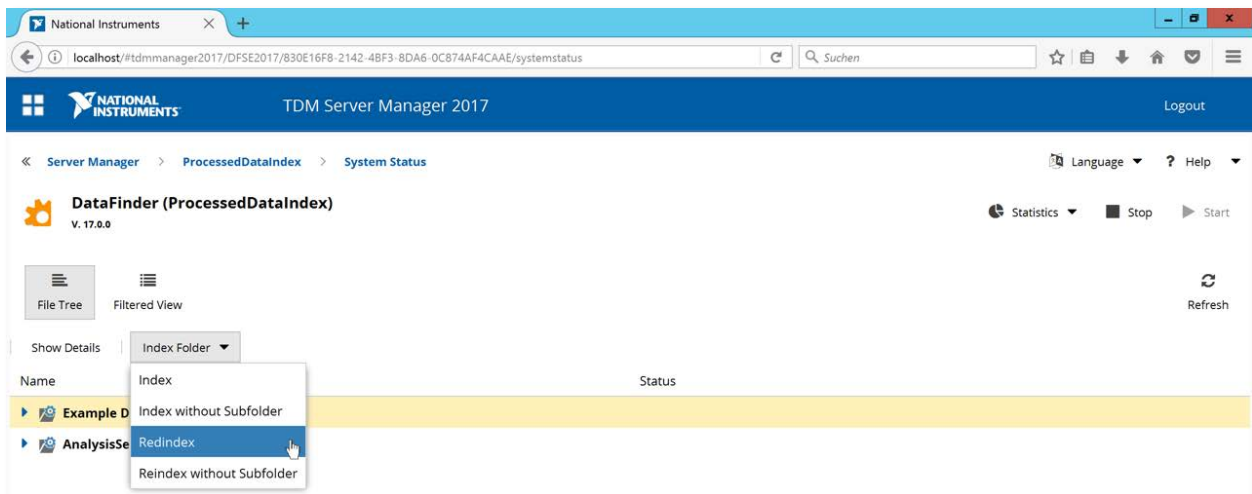 National Instruments
localhost/#tdmmanager2017/DFSE2017/830E16F8-2142-4BF3-8DA6-0C874AF4CAAE/systemstatus
Suchen
NATIONAL INSTRUMENTS
TDM Server Manager 2017
Logout
« Server Manager > ProcessedDataIndex > System Status
Language
? Help
DataFinder (ProcessedDataIndex)
V. 17.0.0
Statistics
Stop
Start
File Tree
Filtered View
Refresh
Show Details
Index Folder
Name
Status
Index
Example D
Index without Subfolder
AnalysisSe
Redindex
Reindex without Subfolder